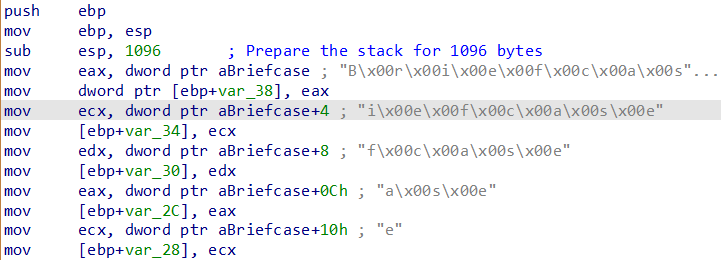 push ebp
mov ebp, esp
sub esp, 1096 ; Prepare the stack for 1096 bytes
mov eax, dword ptr aBriefcase ; "B\x00r\x00i\x00e\x00f\x00c\x00a\x00s"...
mov dword ptr [ebp+var_38], eax
mov ecx, dword ptr aBriefcase+4 ; "i\x00e\x00f\x00c\x00a\x00s\x00e"
mov [ebp+var_34], ecx
mov edx, dword ptr aBriefcase+8 ; "f\x00c\x00a\x00s\x00e"
mov [ebp+var_30], edx
mov eax, dword ptr aBriefcase+0Ch ; "a\x00s\x00e"
mov [ebp+var_2C], eax
mov ecx, dword ptr aBriefcase+10h ; "e"
mov [ebp+var_28], ecx